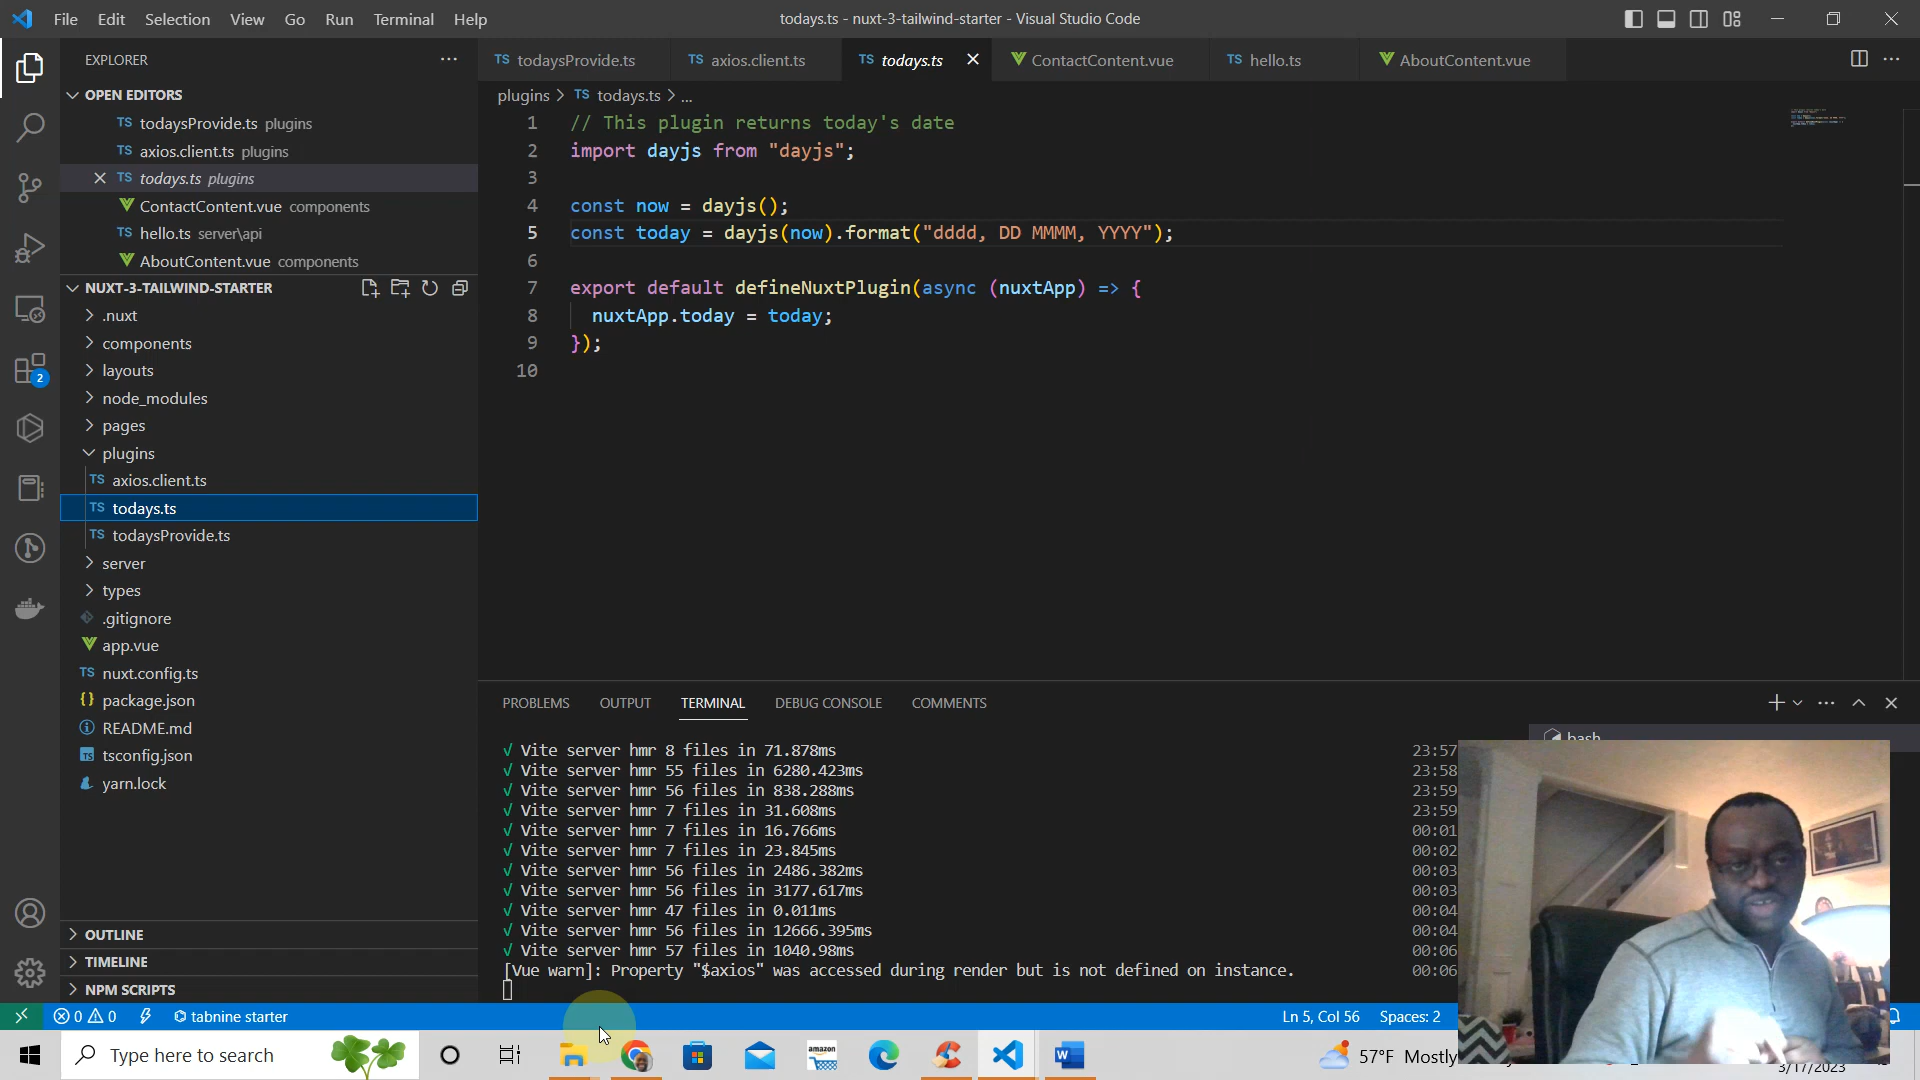 File Edit Selection View Go Run Terminal Help
todays.ts - nuxt-3-tailwind-starter - Visual Studio Code
EXPLORER
OPEN EDITORS
TS todaysProvide.ts plugins
TS axios.client.ts plugins
TS todays.ts plugins
ContactContent.vue components
TS hello.ts server\api
AboutContent.vue components
NUXT-3-TAILWIND-STARTER
.nuxt
components
layouts
node_modules
pages
plugins
TS axios.client.ts
TS todays.ts
TS todaysProvide.ts
server
types
.gitignore
app.vue
TS nuxt.config.ts
{} package.json
README.md
TS tsconfig.json
yarn.lock
OUTLINE
TIMELINE
NPM SCRIPTS
2
TS todaysProvide.ts TS axios.client.ts TS todays.ts ContactContent.vue TS hello.ts AboutContent.vue
plugins > TS todays.ts > ...
1 // This plugin returns today's date
2 import dayjs from "dayjs";
3
4 const now = dayjs();
5 const today = dayjs(now).format("dddd, DD MMMM, YYYY");
6
7 export default defineNuxtPlugin(async (nuxtApp) => {
8 nuxtApp.today = today;
9 });
10
PROBLEMS OUTPUT TERMINAL DEBUG CONSOLE COMMENTS
bash
√ Vite server hmr 8 files in 71.878ms 23:57
√ Vite server hmr 55 files in 6280.423ms 23:58
√ Vite server hmr 56 files in 838.288ms 23:59
√ Vite server hmr 7 files in 31.608ms 23:59
√ Vite server hmr 7 files in 16.766ms 00:01
√ Vite server hmr 7 files in 23.845ms 00:02
√ Vite server hmr 56 files in 2486.382ms 00:03
√ Vite server hmr 56 files in 3177.617ms 00:03
√ Vite server hmr 47 files in 0.011ms 00:04
√ Vite server hmr 56 files in 12666.395ms 00:04
√ Vite server hmr 57 files in 1040.98ms 00:06
[Vue warn]: Property "$axios" was accessed during render but is not defined on instance. 00:06
0 0 tabnine starter Ln 5, Col 56 Spaces: 2
Type here to search amazon 57°F Mostly
3/17/2023